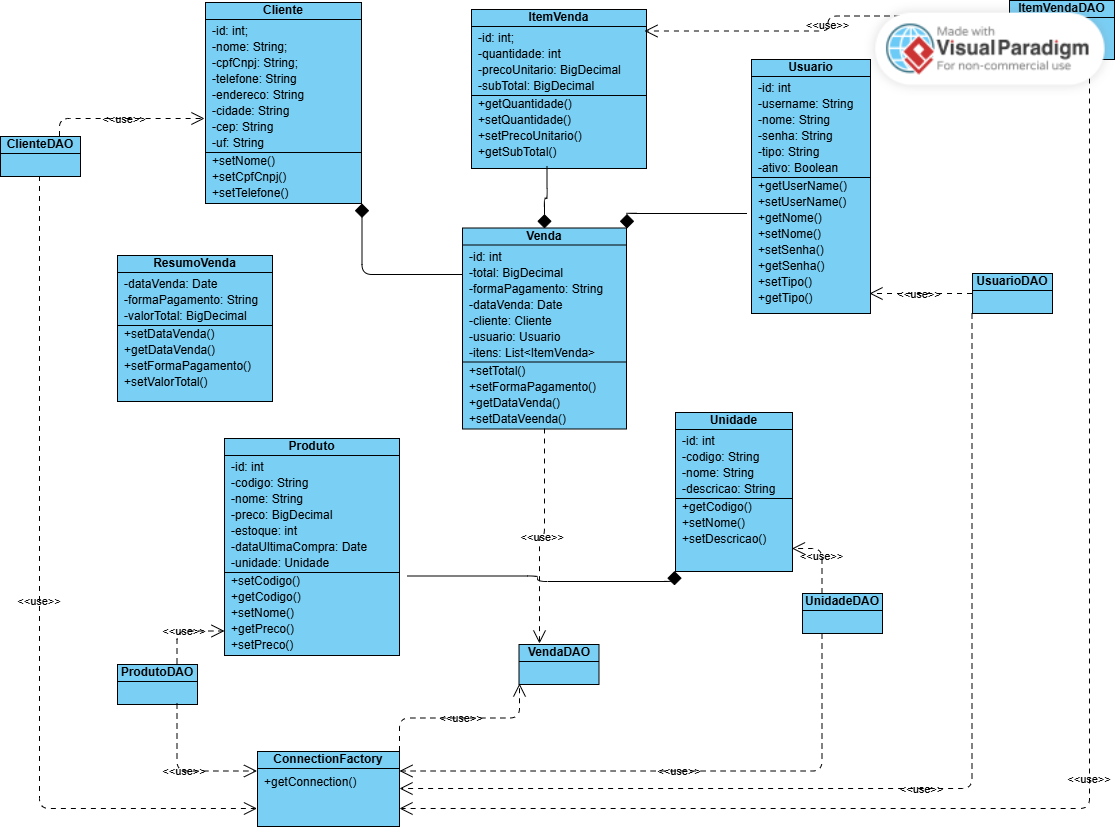 Cliente
-id: int;
-nome: String;
-cpfCnpj: String;
-telefone: String
-endereco: String
-cidade: String
-cep: String
-uf: String
+setNome()
+setCpfCnpj()
+setTelefone()
ItemVenda
-id: int;
-quantidade: int
-precoUnitario: BigDecimal
-subTotal: BigDecimal
+getQuantidade()
+setQuantidade()
+setPrecoUnitario()
+getSubTotal()
<<use>>
ItemVendaDAO
Made with
VisualParadigm
For non-commercial use
Usuario
-id: int
-username: String
-nome: String
-senha: String
-tipo: String
-ativo: Boolean
+getUserName()
+setUserName()
+getNome()
+setNome()
+setSenha()
+getSenha()
+setTipo()
+getTipo()
<<use>>
ClienteDAO
ResumoVenda
-dataVenda: Date
-formaPagamento: String
-valorTotal: BigDecimal
+setDataVenda()
+getDataVenda()
+setFormaPagamento()
+setValorTotal()
Venda
-id: int
-total: BigDecimal
-formaPagamento: String
-dataVenda: Date
-cliente: Cliente
-usuario: Usuario
-itens: List<ItemVenda>
+setTotal()
+setFormaPagamento()
+getDataVenda()
+setDataVeenda()
<<use>>
UsuarioDAO
Produto
-id: int
-codigo: String
-nome: String
-preco: BigDecimal
-estoque: int
-dataUltimaCompra: Date
-unidade: Unidade
+setCodigo()
+getCodigo()
+setNome()
+getPreco()
+setPreco()
Unidade
-id: int
-codigo: String
-nome: String
-descricao: String
+getCodigo()
+setNome()
+setDescricao()
<<use>>
<<use>>
<<use>>
UnidadeDAO
<<use>>
ProdutoDAO
VendaDAO
<<use>>
ConnectionFactory
+getConnection()
<<use>>
<<use>>
<<use>>
<<use>>